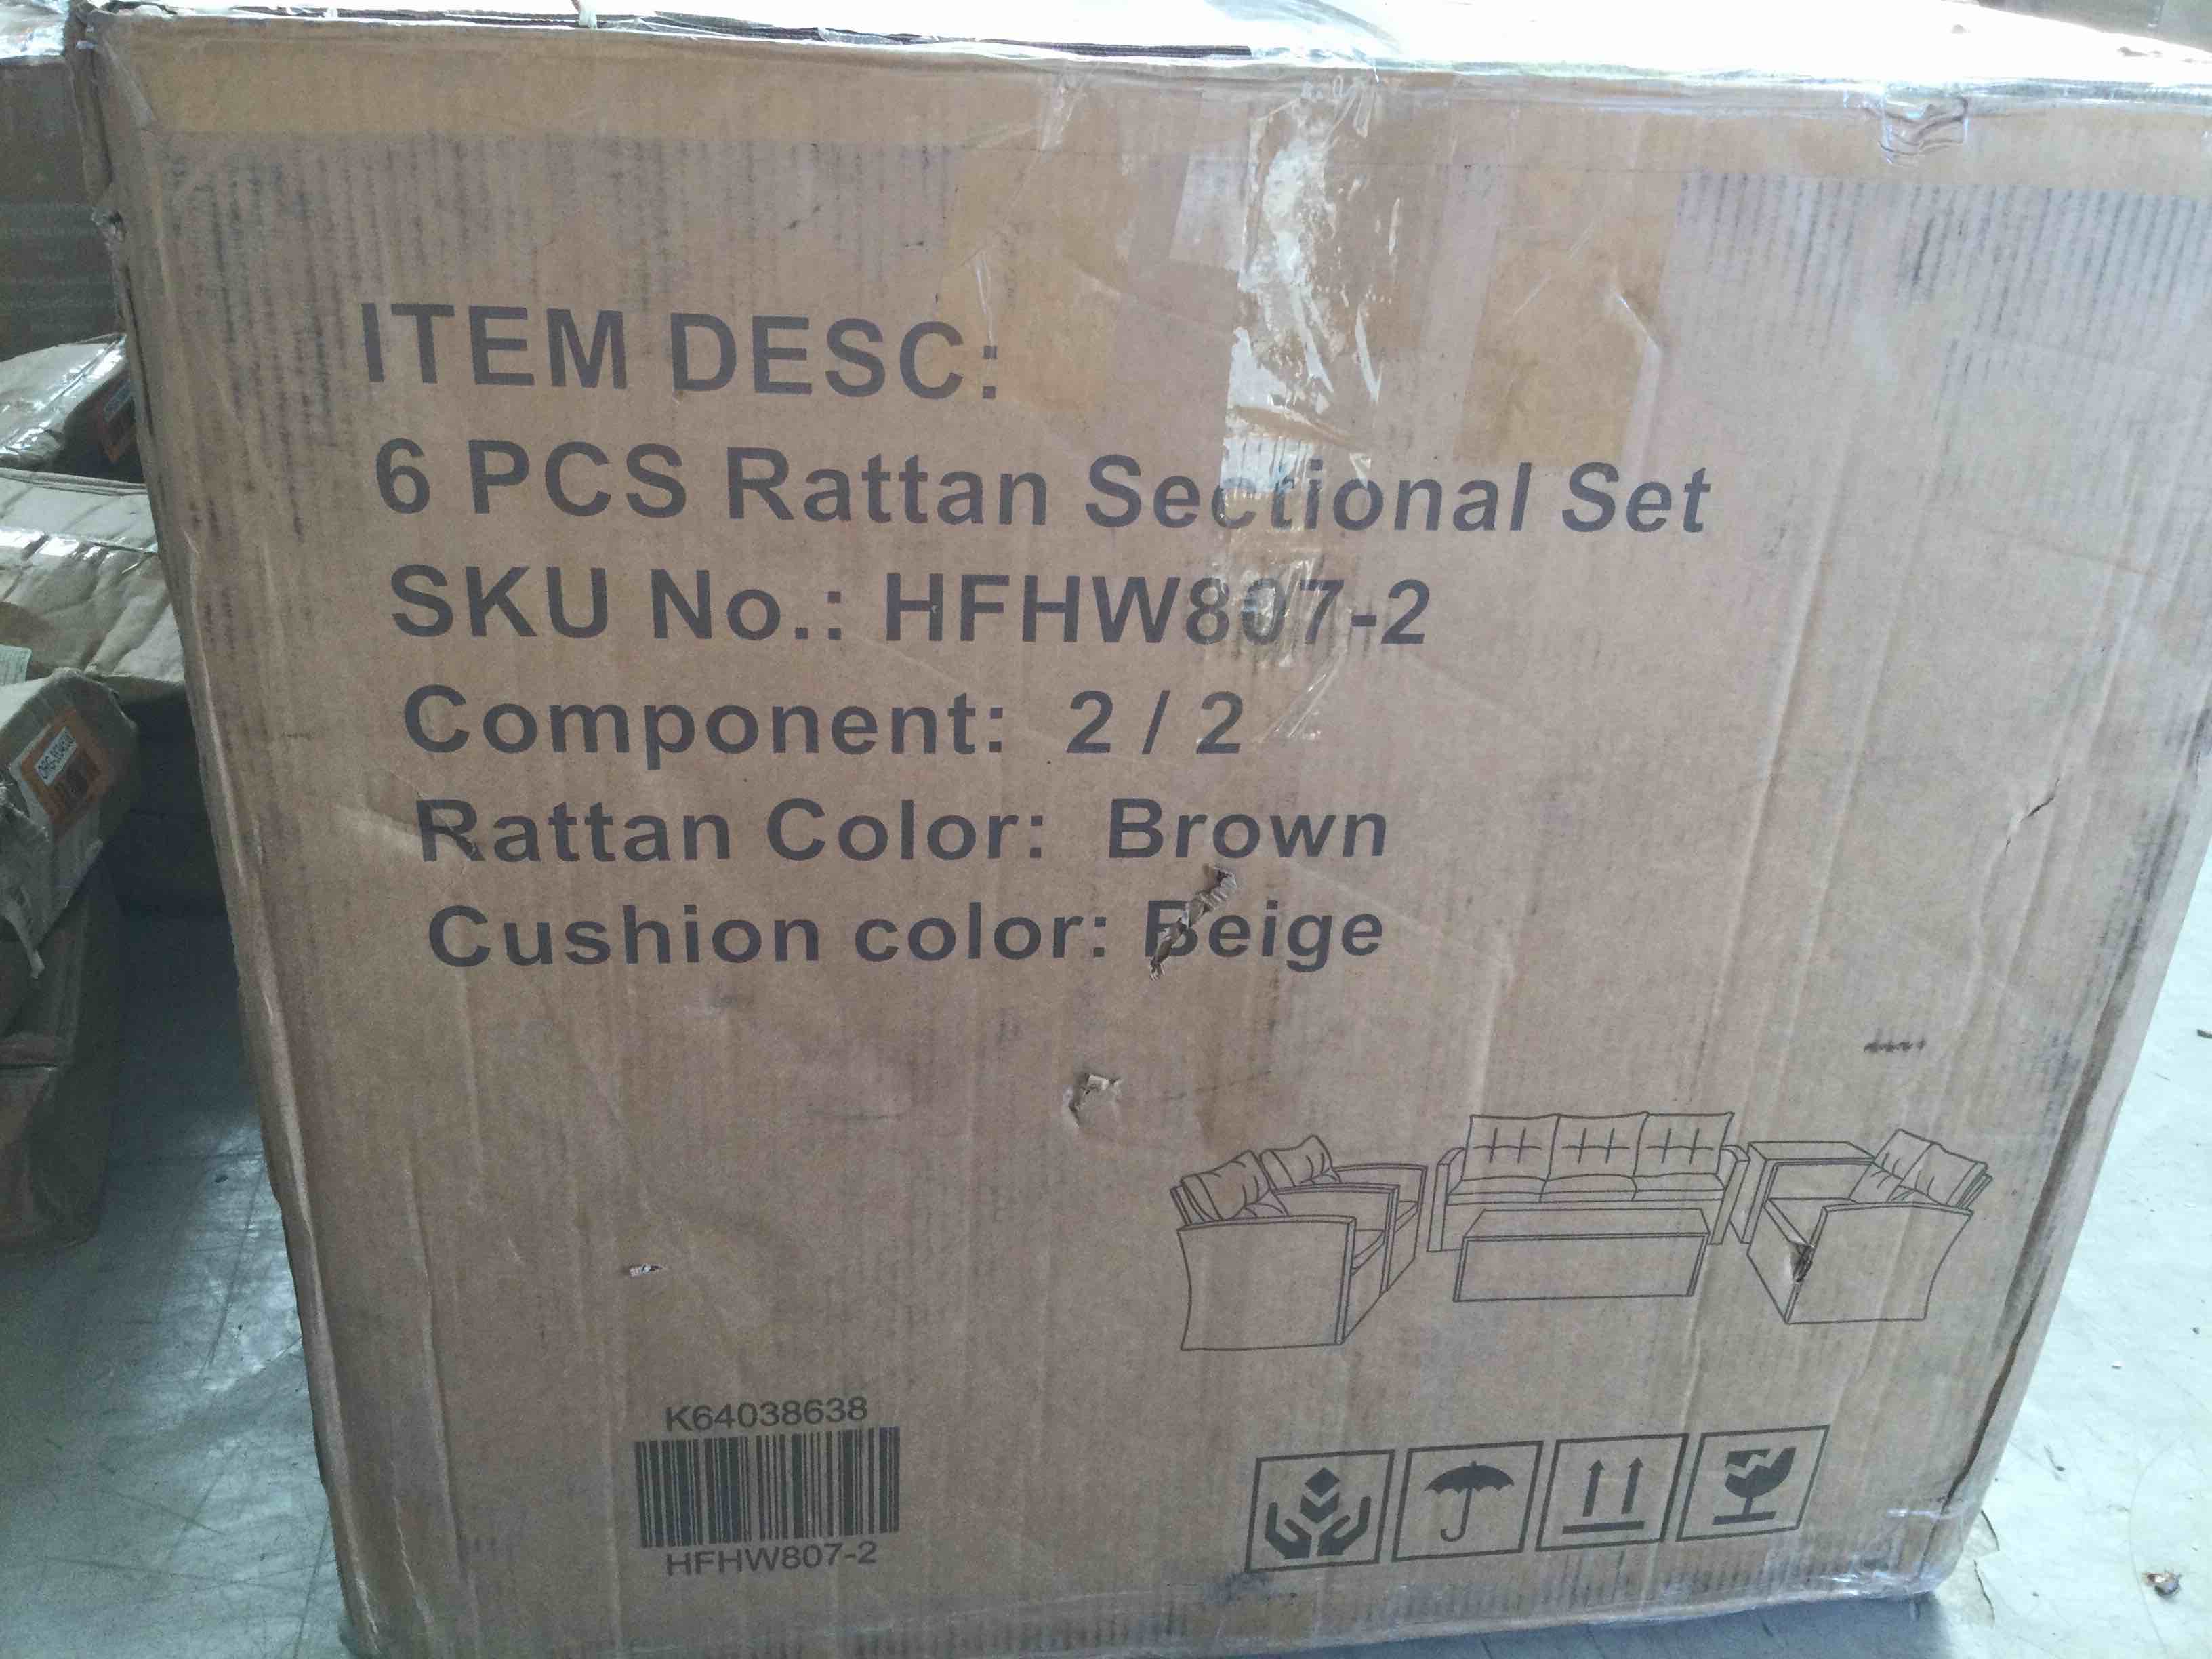 ITEM DESC:
6 PCS Rattan Sectional Set
SKU No.: HFHW807-2
Component: 2 / 2
Rattan Color: Brown
Cushion color: Beige
K64038638
HFHW807-2